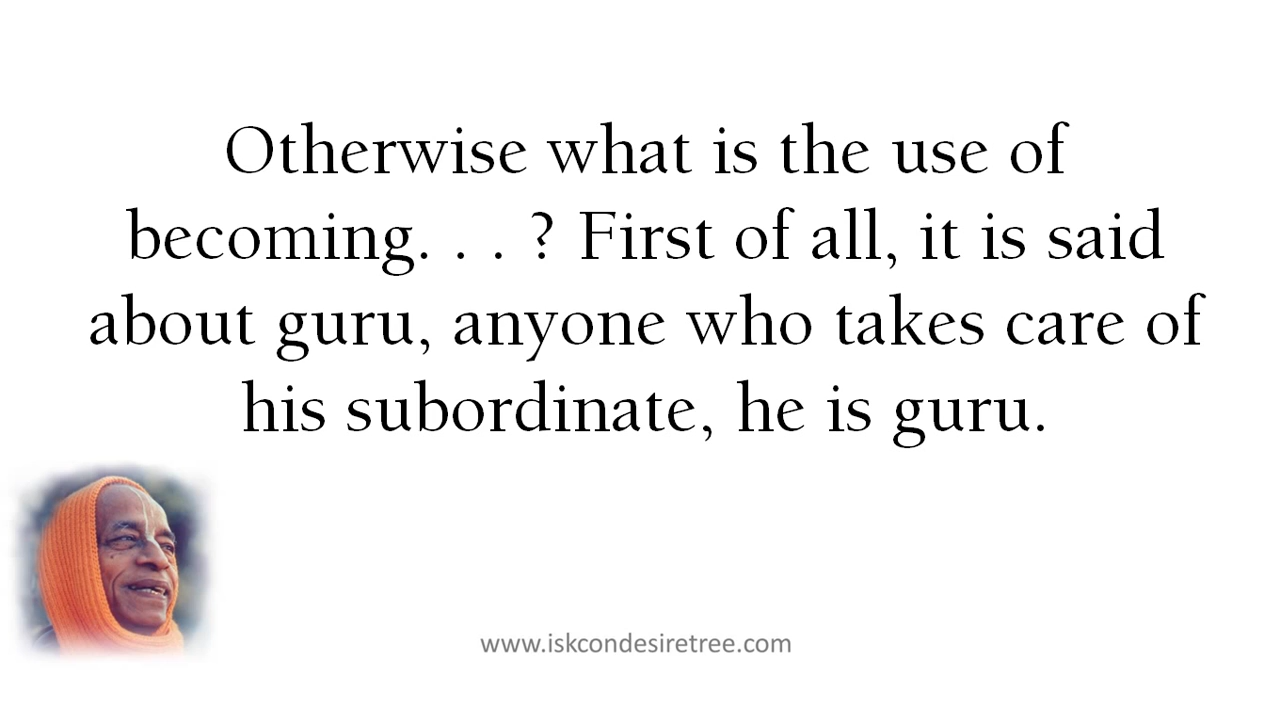 Otherwise what is the use of
becoming. . . ? First of all, it is said
about guru, anyone who takes care of
his subordinate, he is guru.
www.iskcondesiretree.com